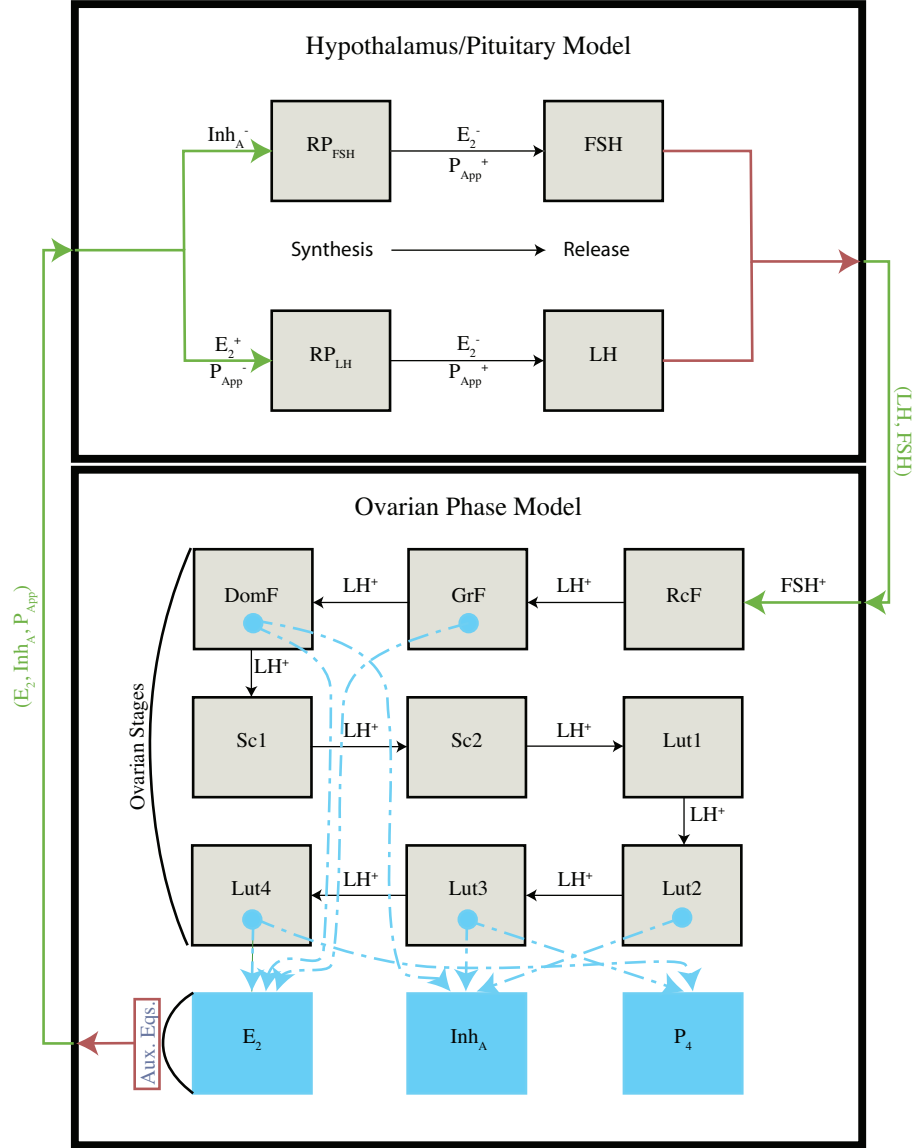 Hypothalamus/Pituitary Model
Inh_A^-
RP_FSH
E_2^-
P_App^+
FSH
Synthesis
Release
E_2^+
P_App^-
RP_LH
E_2^-
P_App^+
LH
(LH, FSH)
Ovarian Phase Model
DomF
LH^+
GrF
LH^+
RcF
FSH^+
LH^+
(E_2, Inh_A, P_App)
Ovarian Stages
Sc1
LH^+
Sc2
LH^+
Lut1
LH^+
Lut4
LH^+
Lut3
LH^+
Lut2
Aux. Eqs.
E_2
Inh_A
P_4